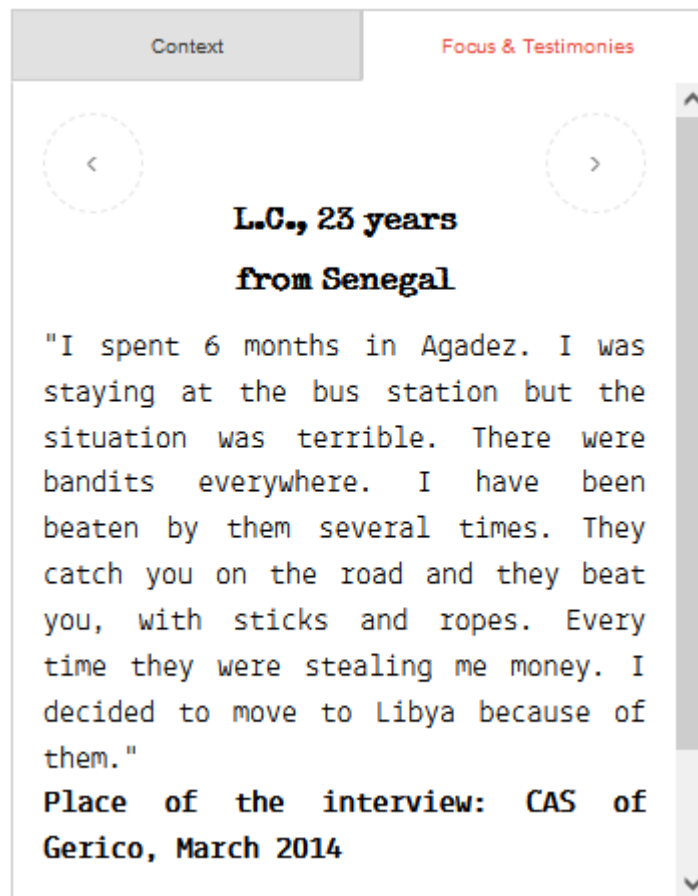 Context
Focus & Testimonies
<
>
L.C., 23 years
from Senegal
"I spent 6 months in Agadez. I was
staying at the bus station but the
situation was terrible. There were
bandits everywhere. I have been
beaten by them several times. They
catch you on the road and they beat
you, with sticks and ropes. Every
time they were stealing me money. I
decided to move to Libya because of
them."
Place of the interview: CAS of
Gerico, March 2014